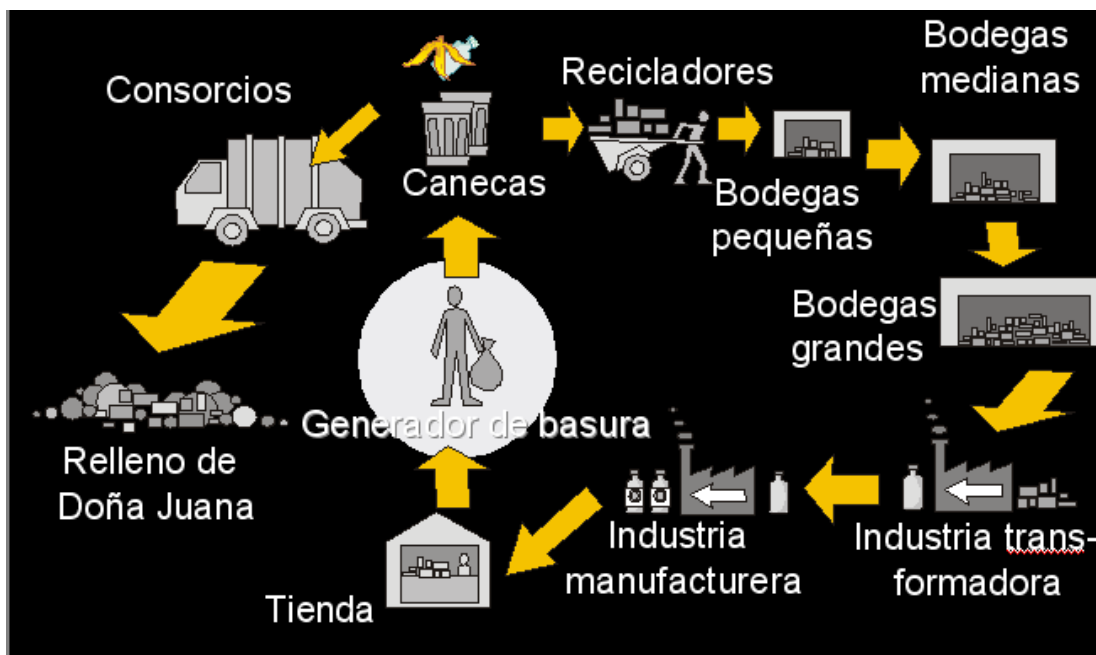 Consorcios
Canecas
Recicladores
Bodegas
pequeñas
Bodegas
medianas
Bodegas
grandes
Industria trans-
formadora
Industria
manufacturera
Tienda
Generador de basura
Relleno de
Doña Juana